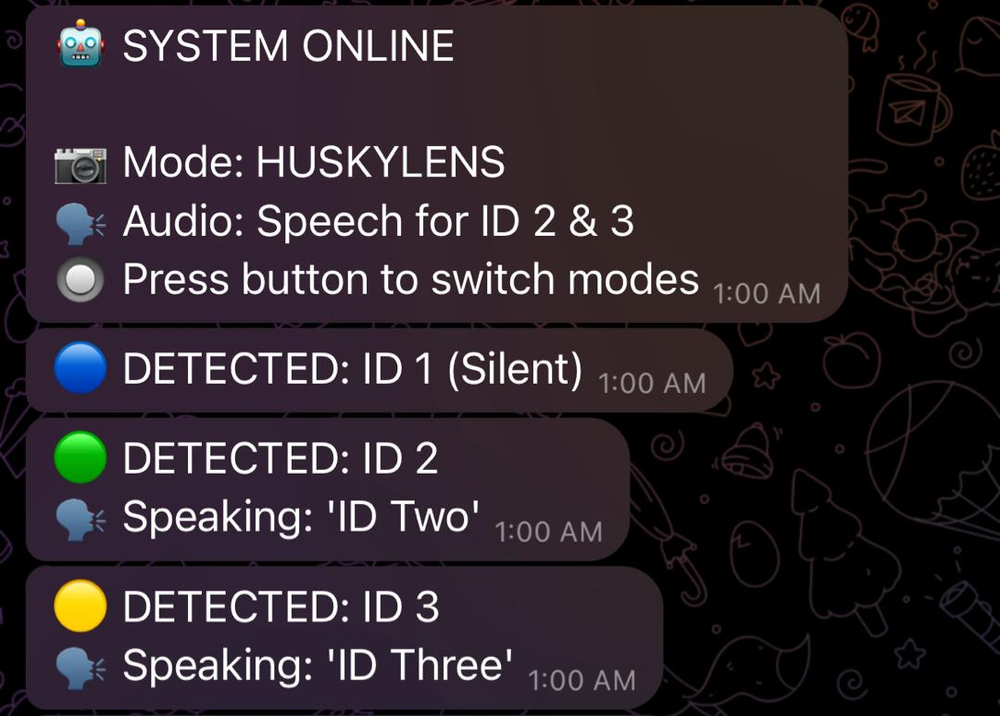 🤖 SYSTEM ONLINE
📷 Mode: HUSKYLENS
🗣 Audio: Speech for ID 2 & 3
🔘 Press button to switch modes 1:00 AM
🔵 DETECTED: ID 1 (Silent) 1:00 AM
🟢 DETECTED: ID 2
🗣 Speaking: 'ID Two' 1:00 AM
🟡 DETECTED: ID 3
🗣 Speaking: 'ID Three' 1:00 AM